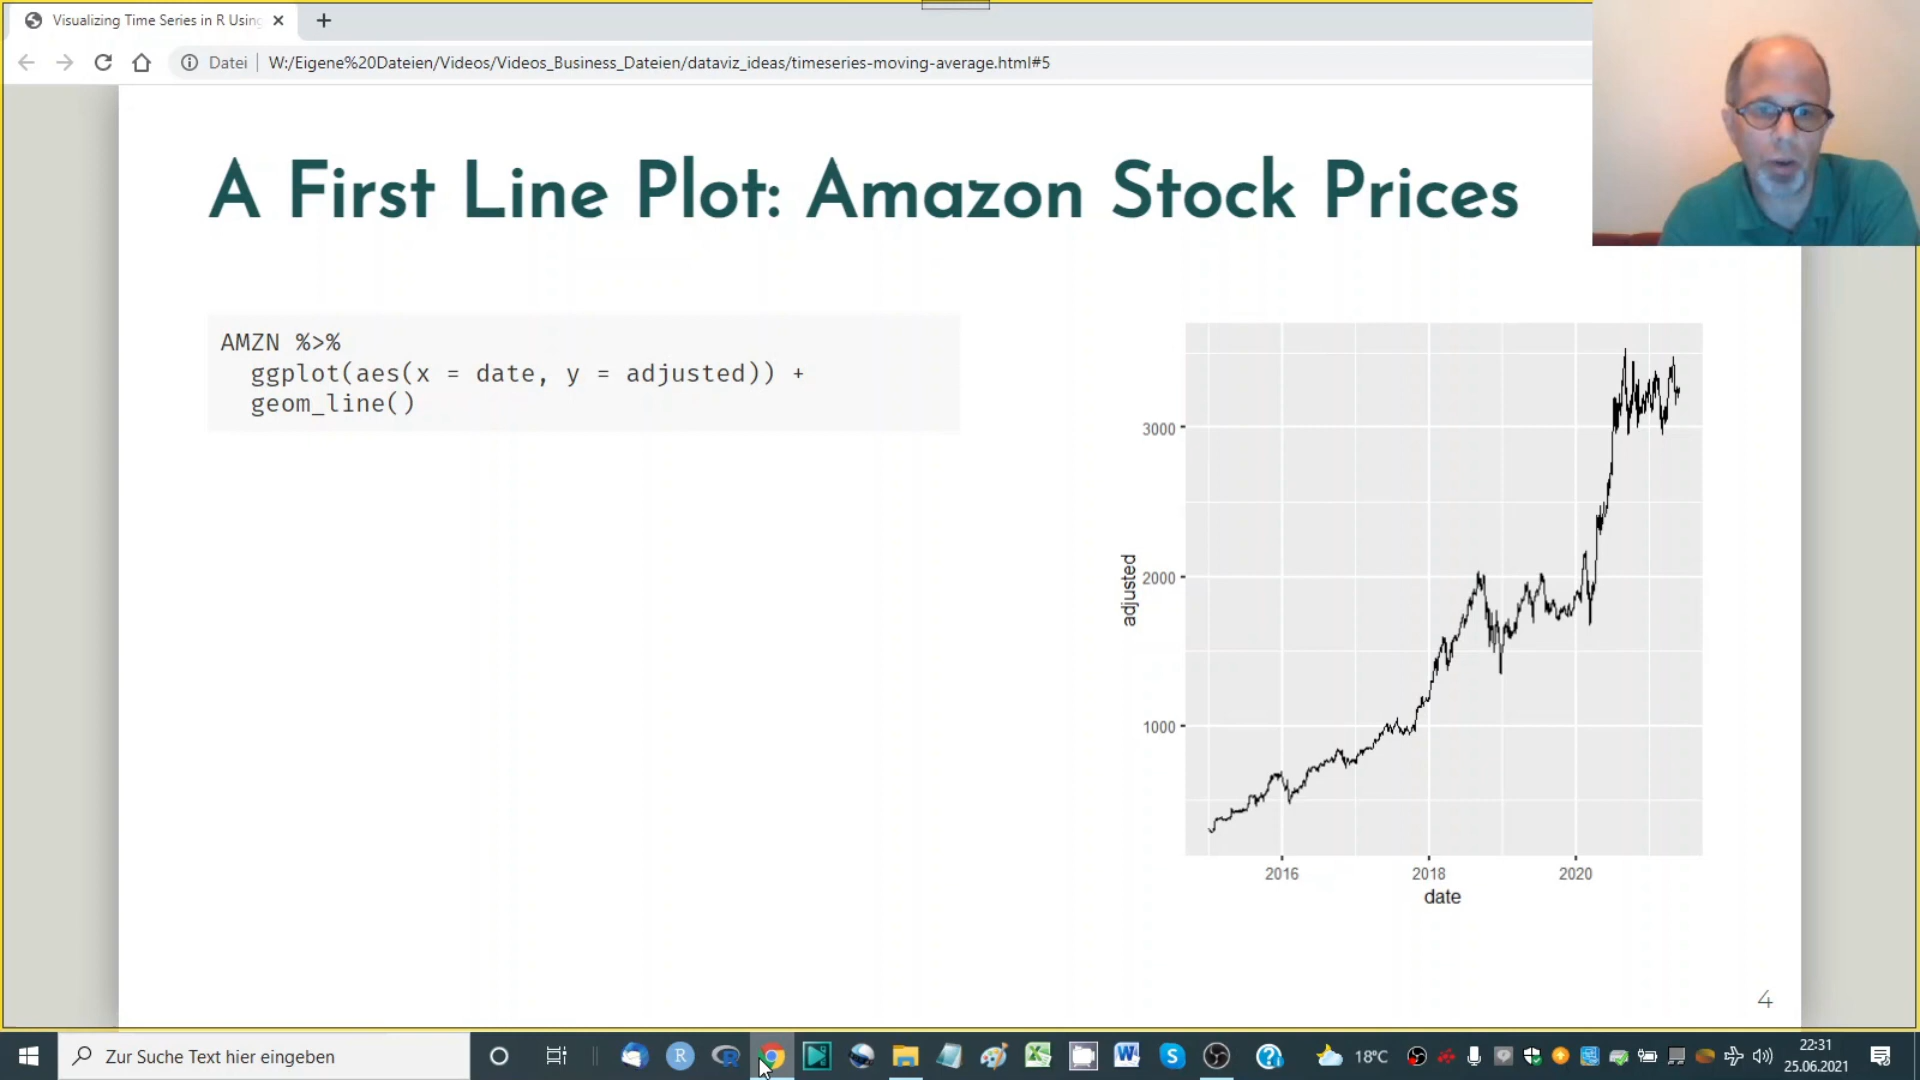 Visualizing Time Series in R Using
Datei
W:/Eigene%20Dateien/Videos/Videos_Business_Dateien/dataviz_ideas/timeseries-moving-average.html#5
A First Line Plot: Amazon Stock Prices
AMZN %>%
  ggplot(aes(x = date, y = adjusted)) +
  geom_line()
3000
2000
1000
adjusted
2016 2018 2020
date
4
Zur Suche Text hier eingeben
18°C
22:31
25.06.2021